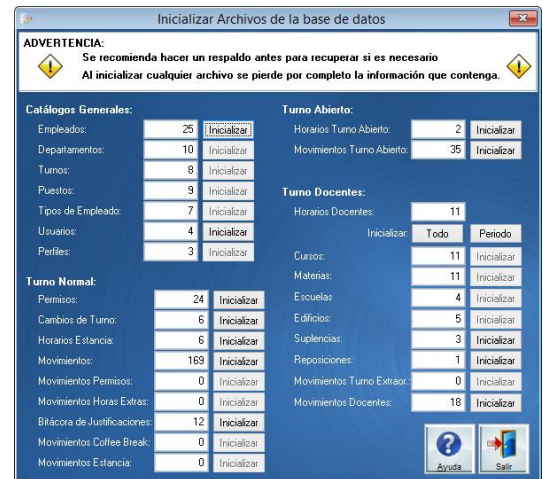 Inicializar Archivos de la base de datos
ADVERTENCIA:
Se recomienda hacer un respaldo antes para recuperar si es necesario
Al inicializar cualquier archivo se pierde por completo la información que contenga.
Catálogos Generales:
Empleados: 25 Inicializar
Departamentos: 10 Inicializar
Turnos: 8 Inicializar
Puestos: 9 Inicializar
Tipos de Empleado: 7 Inicializar
Usuarios: 4 Inicializar
Perfiles: 3 Inicializar
Turno Normal:
Permisos: 24 Inicializar
Cambios de Turno: 6 Inicializar
Horarios Estancia: 6 Inicializar
Movimientos: 169 Inicializar
Movimientos Permisos: 0 Inicializar
Movimientos Horas Extras: 0 Inicializar
Bitácora de Justificaciones: 12 Inicializar
Movimientos Coffee Break: 0 Inicializar
Movimientos Estancia: 0 Inicializar
Turno Abierto:
Horarios Turno Abierto: 2 Inicializar
Movimientos Turno Abierto: 35 Inicializar
Turno Docentes:
Horarios Docentes: 11
Inicializar: Todo Periodo
Cursos: 11 Inicializar
Materias: 11 Inicializar
Escuelas 4 Inicializar
Edificios: 5 Inicializar
Suplencias: 3 Inicializar
Reposiciones: 1 Inicializar
Movimientos Turno Extraor.: 0 Inicializar
Movimientos Docentes: 18 Inicializar
Ayuda Salir